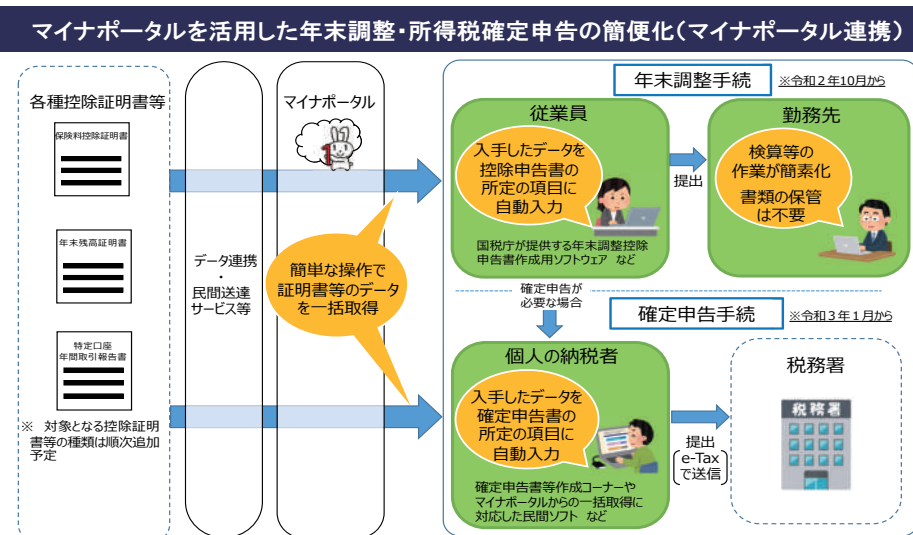 マイナポータルを活用した年末調整・所得税確定申告の簡便化(マイナポータル連携)
各種控除証明書等
保険料控除証明書
年末残高証明書
特定口座
年間取引報告書
※ 対象となる控除証明
書等の種類は順次追加
予定
データ連携
・
民間送達
サービス等
マイナポータル
簡単な操作で
証明書等のデータ
を一括取得
年末調整手続
※令和2年10月から
従業員
入手したデータを
控除申告書の
所定の項目に
自動入力
国税庁が提供する年末調整控除
申告書作成用ソフトウェア など
提出
勤務先
検算等の
作業が簡素化
書類の保管
は不要
確定申告が
必要な場合
確定申告手続
※令和3年1月から
個人の納税者
入手したデータを
確定申告書の
所定の項目に
自動入力
確定申告書等作成コーナーや
マイナポータルからの一括取得に
対応した民間ソフト など
提出
e-Tax
で送信
税務署
税務署